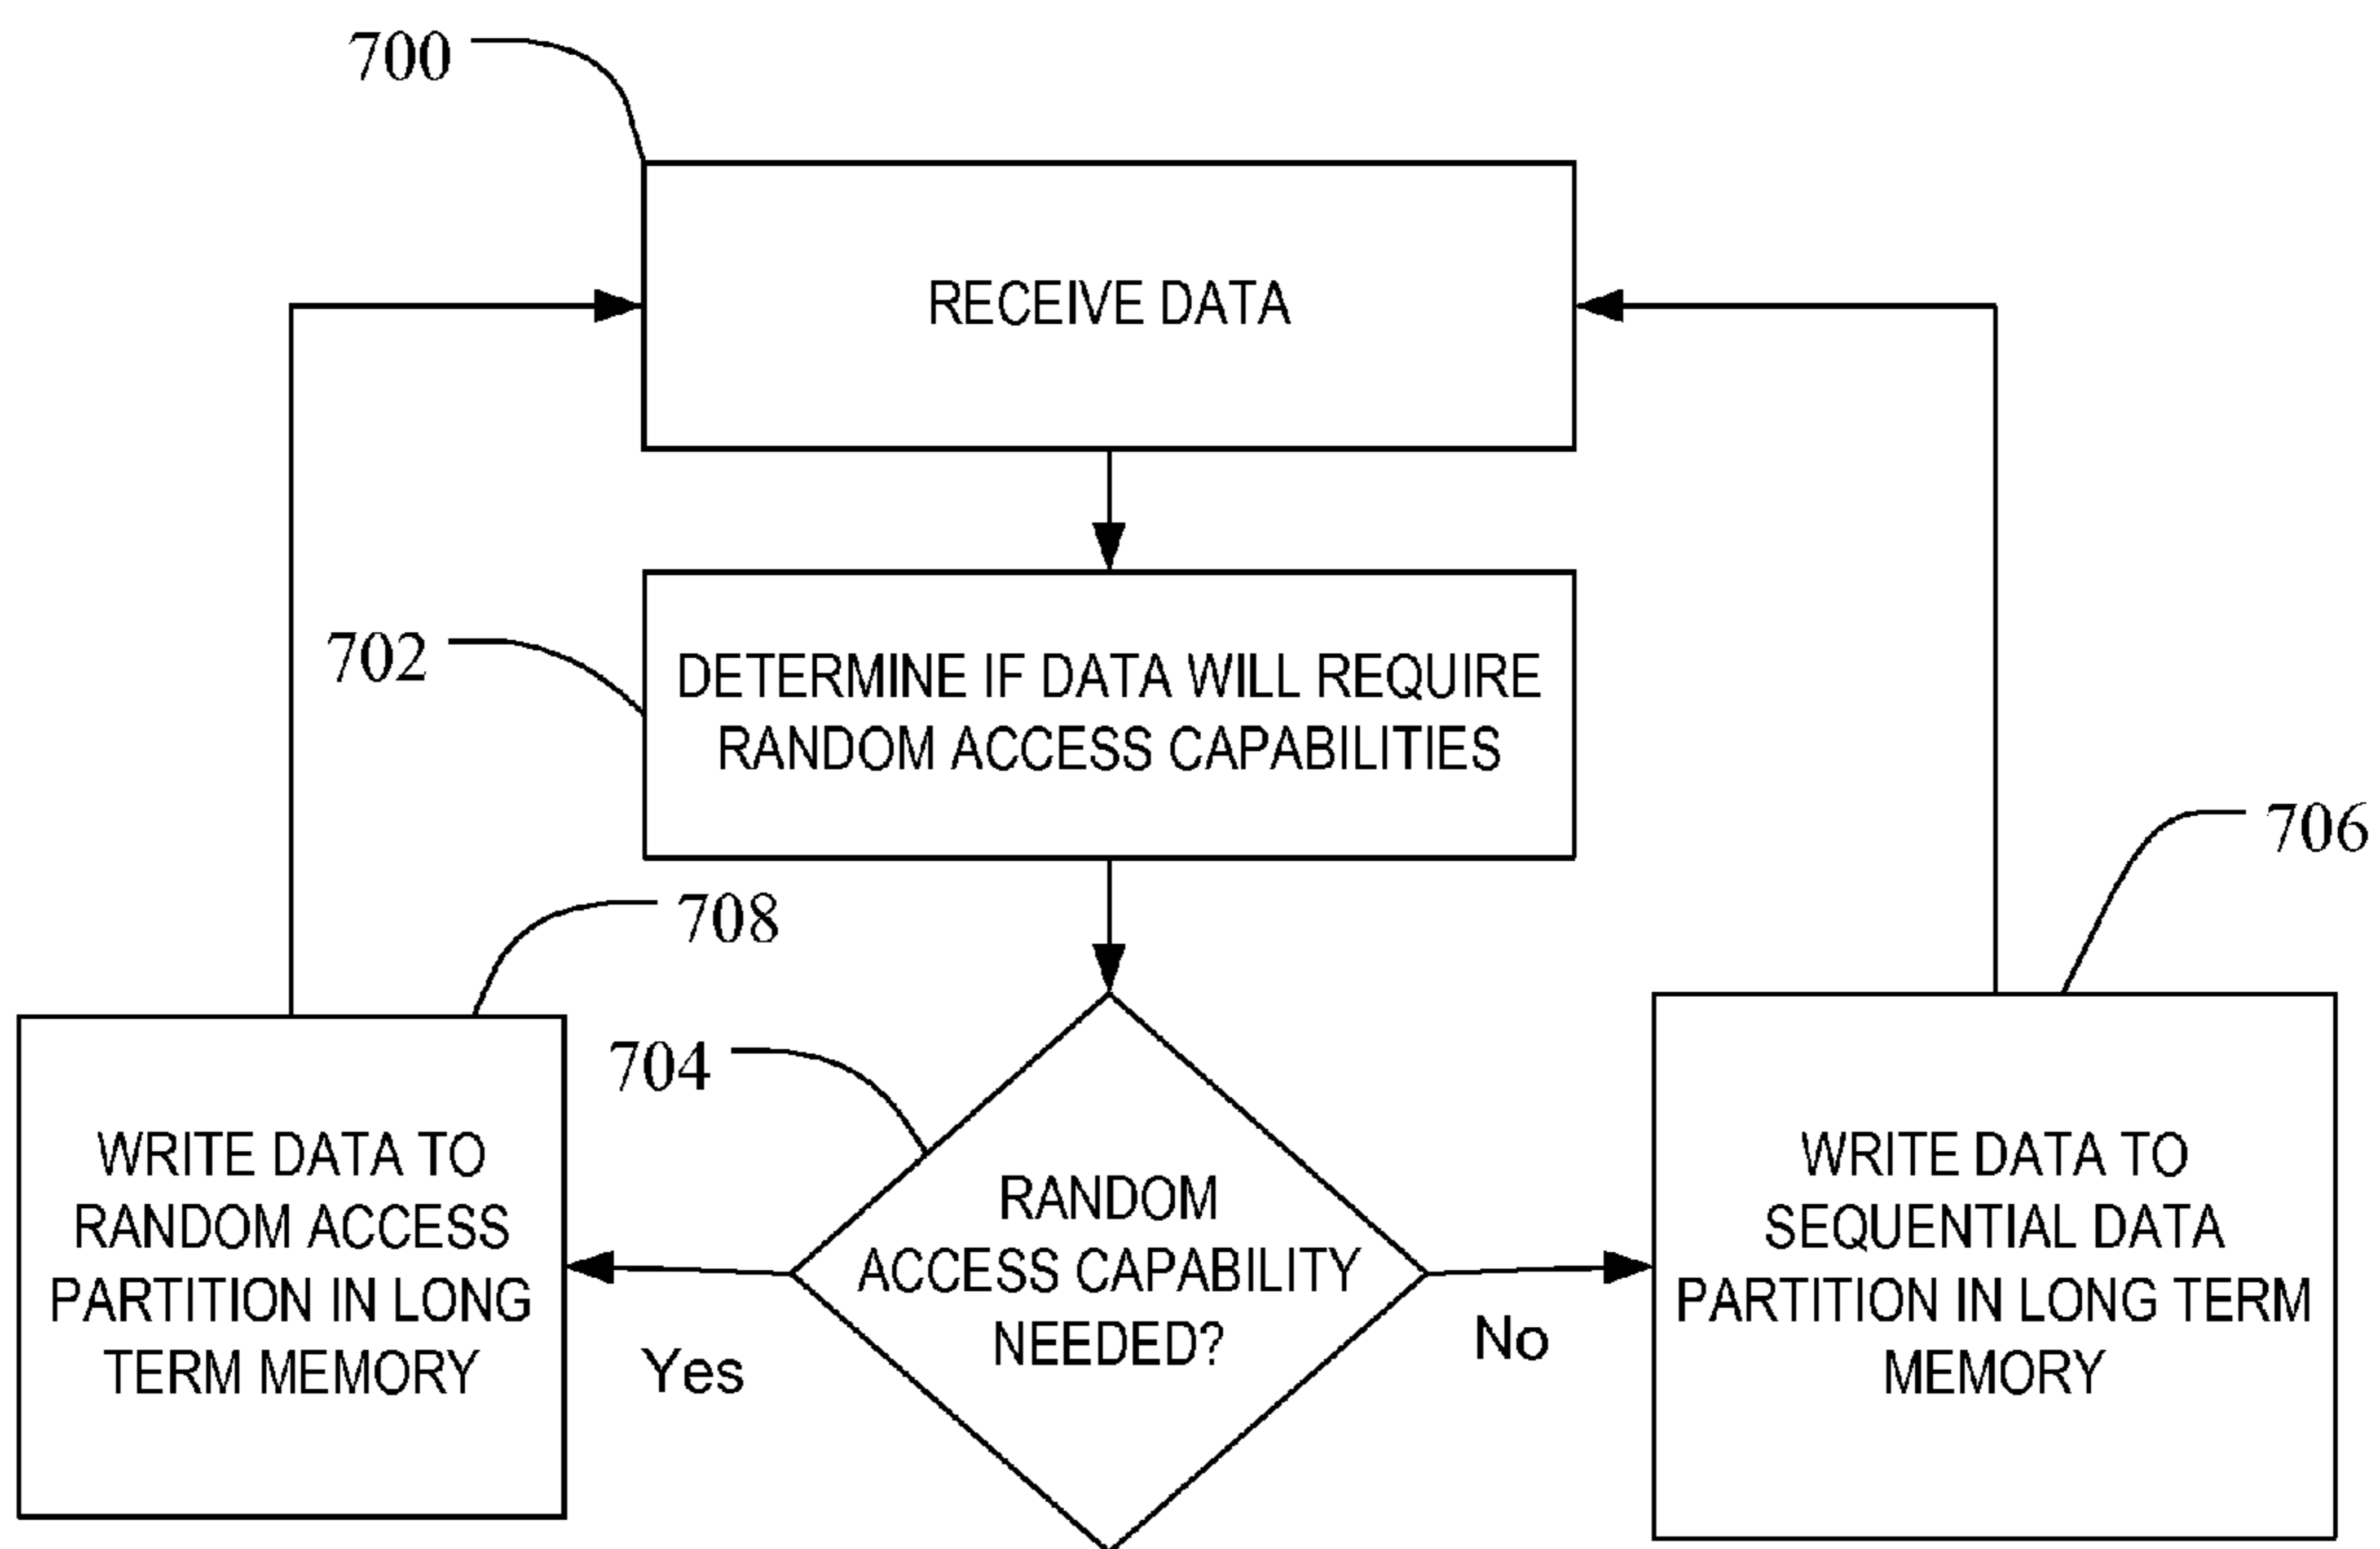 700
RECEIVE DATA
702
DETERMINE IF DATA WILL REQUIRE
RANDOM ACCESS CAPABILITIES
706
708
704
WRITE DATA TO
RANDOM ACCESS
PARTITION IN LONG
TERM MEMORY
Yes
RANDOM
ACCESS CAPABILITY
NEEDED?
No
WRITE DATA TO
SEQUENTIAL DATA
PARTITION IN LONG TERM
MEMORY